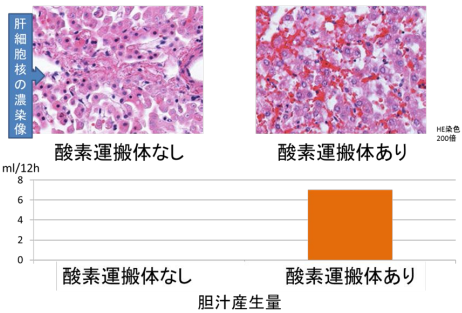 肝細胞核の濃染像
HE染色
200倍
酸素運搬体なし
酸素運搬体あり
ml/12h
8
6
4
2
0
酸素運搬体なし
酸素運搬体あり
胆汁産生量